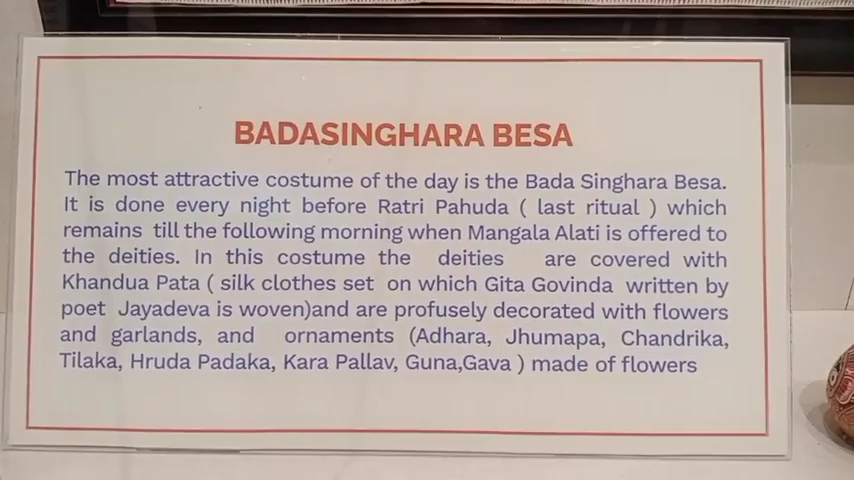 BADASINGHARA BESA
The most attractive costume of the day is the Bada Singhara Besa.
It is done every night before Ratri Pahuda ( last ritual ) which
remains till the following morning when Mangala Alati is offered to
the deities. In this costume the deities are covered with
Khandua Pata ( silk clothes set on which Gita Govinda written by
poet Jayadeva is woven)and are profusely decorated with flowers
and garlands, and ornaments (Adhara, Jhumapa, Chandrika,
Tilaka, Hruda Padaka, Kara Pallav, Guna,Gava ) made of flowers